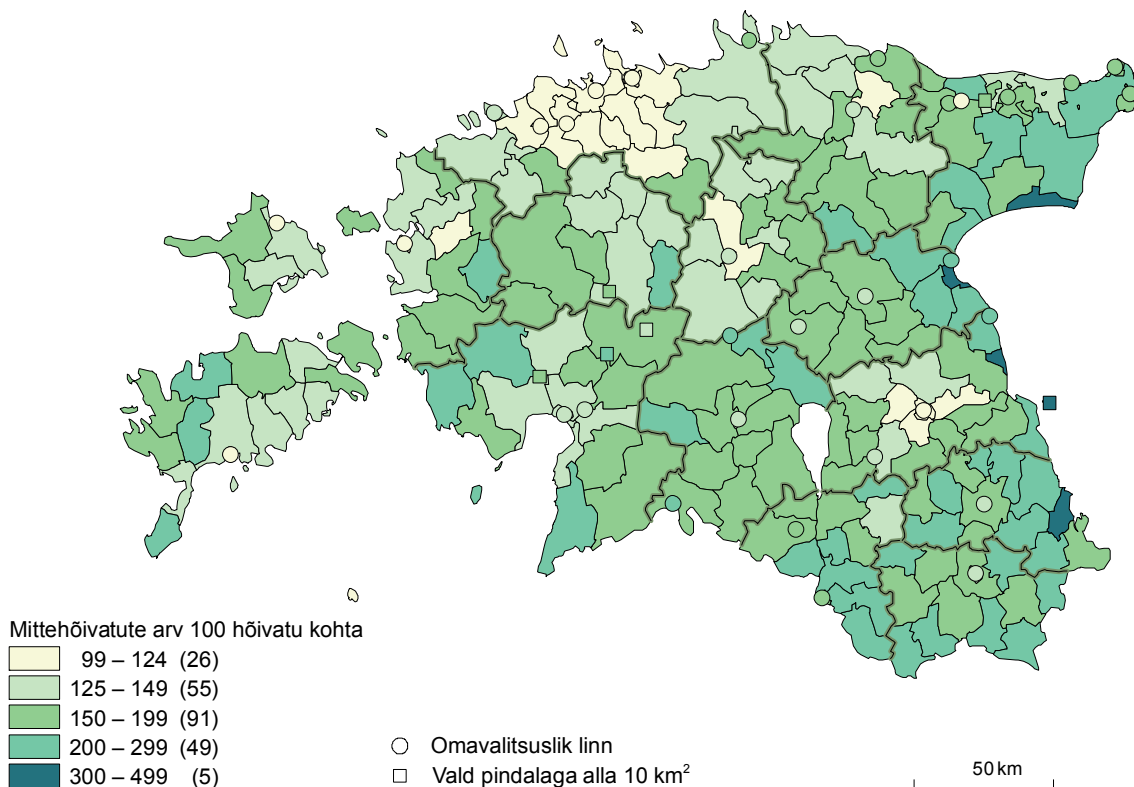 Mittehõivatute arv 100 hõivatu kohta
99 – 124 (26)
125 – 149 (55)
150 – 199 (91)
200 – 299 (49)
300 – 499 (5)
Omavalitsuslik linn
Vald pindalaga alla 10 km²
50 km